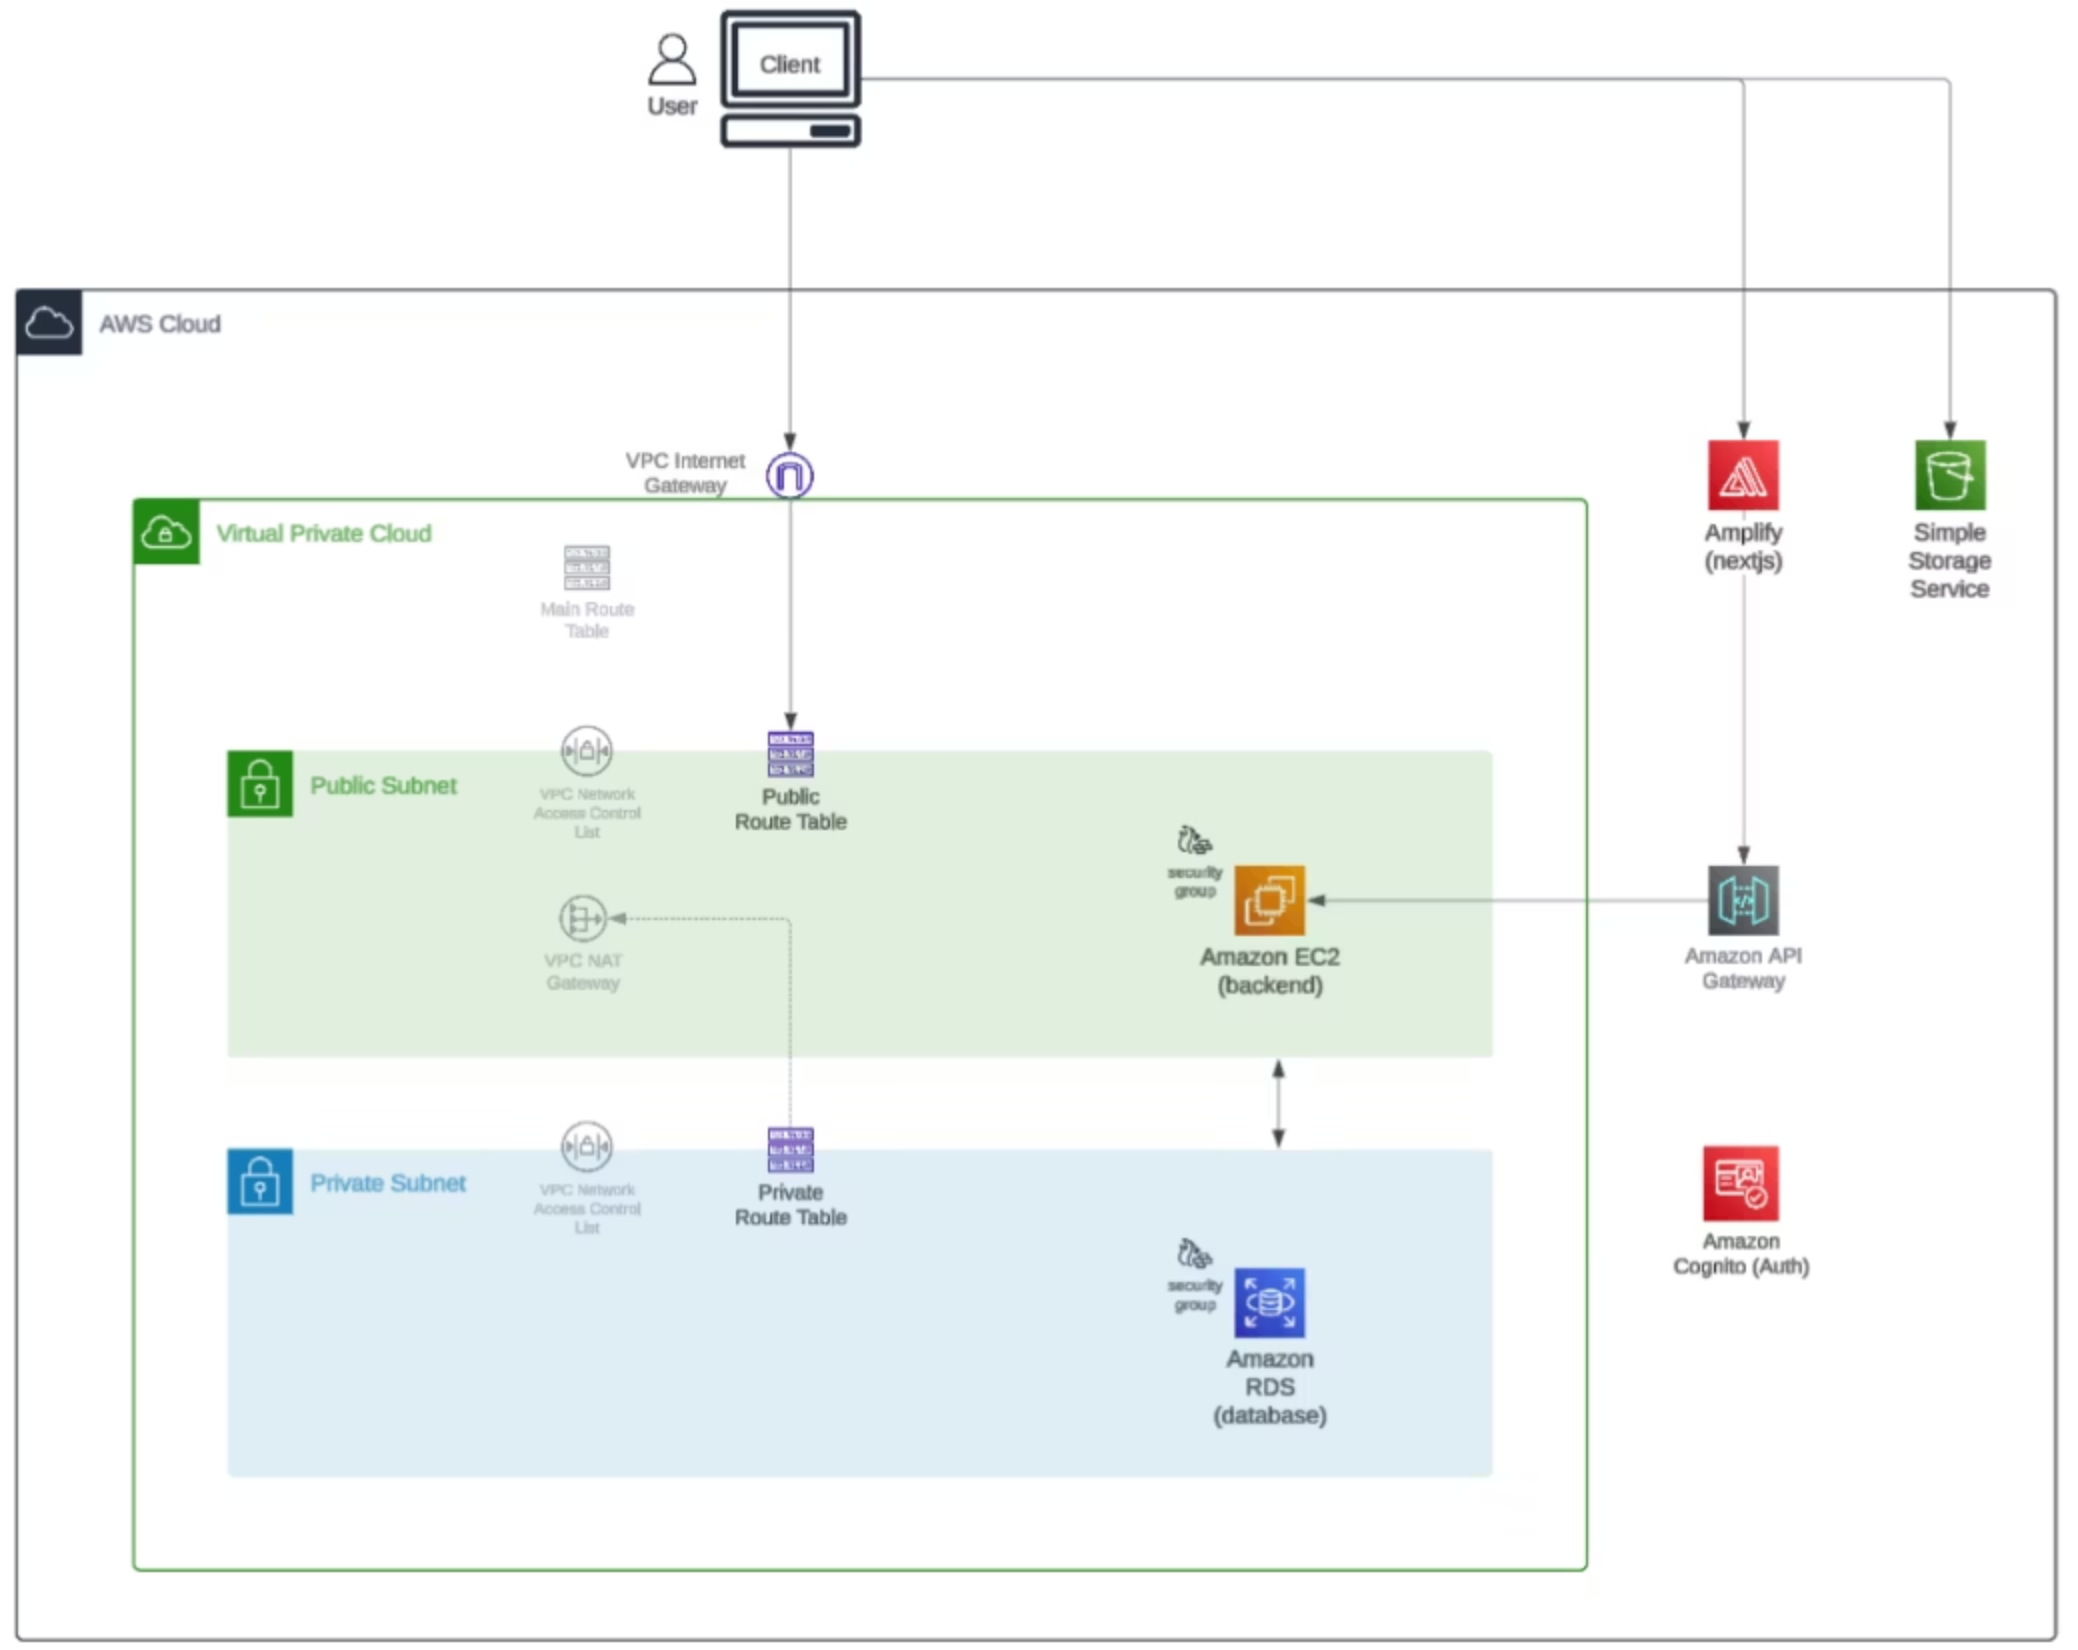 Client
User
AWS Cloud
VPC Internet
Gateway
Virtual Private Cloud
Main Route
Table
Amplify
(nextjs)
Simple
Storage
Service
Public Subnet
VPC Network
Access Control
List
Public
Route Table
security
group
Amazon EC2
(backend)
VPC NAT
Gateway
Amazon API
Gateway
Private Subnet
VPC Network
Access Control
List
Private
Route Table
security
group
Amazon
RDS
(database)
Amazon
Cognito (Auth)